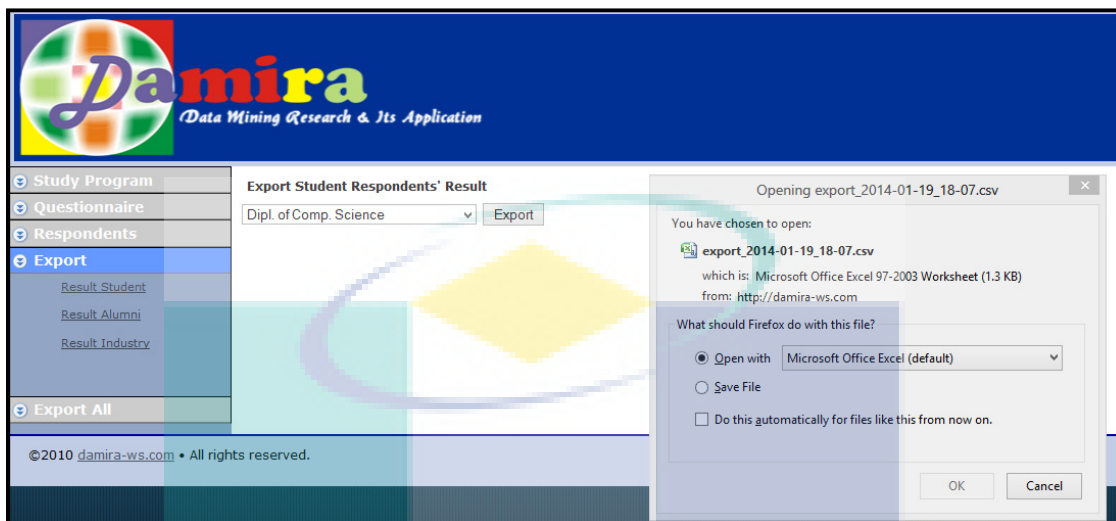 Damira
Data Mining Research & Its Application
Study Program
Questionnaire
Respondents
Export
Result Student
Result Alumni
Result Industry
Export All
Export Student Respondents' Result
Dipl. of Comp. Science
Export
Opening export_2014-01-19_18-07.csv
You have chosen to open:
export_2014-01-19_18-07.csv
which is: Microsoft Office Excel 97-2003 Worksheet (1.3 KB)
from: http://damira-ws.com
What should Firefox do with this file?
Open with Microsoft Office Excel (default)
Save File
Do this automatically for files like this from now on.
OK Cancel
©2010 damira-ws.com • All rights reserved.